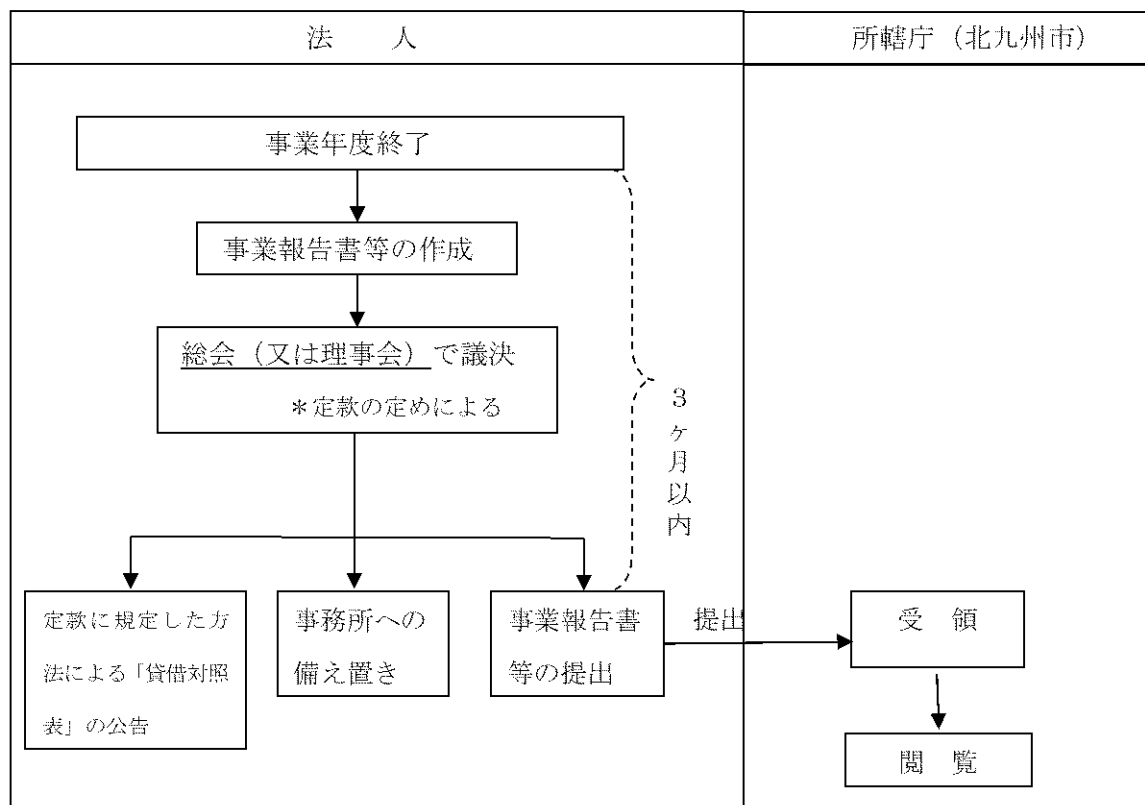 法　　人
所轄庁（北九州市）
事業年度終了
事業報告書等の作成
総会（又は理事会）で議決
＊定款の定めによる
３ヶ月以内
定款に規定した方
法による「貸借対照
表」の公告
事務所への
備え置き
事業報告書
等の提出
提出
受　領
閲　覧